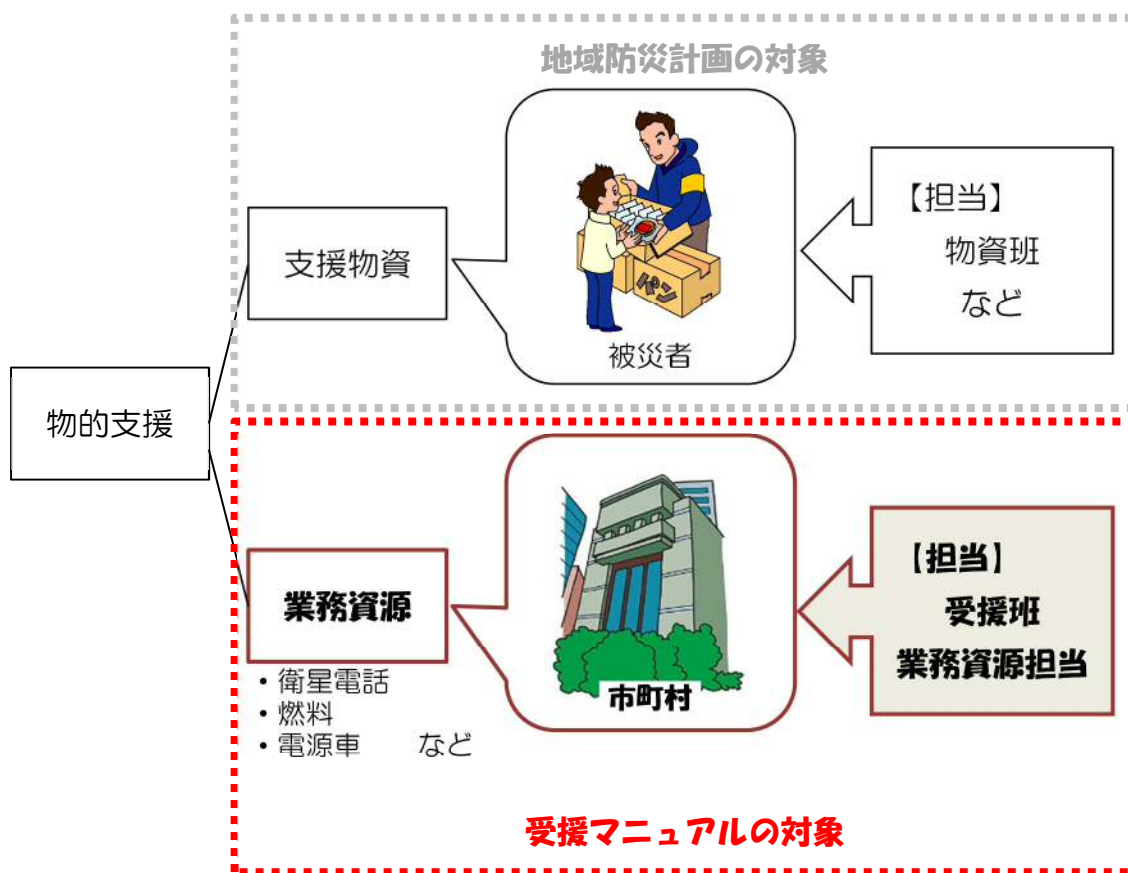 地域防災計画の対象
支援物資
パン
被災者
【担当】
物資班
など
物的支援
業務資源
・衛星電話
・燃料
・電源車　　など
市町村
【担当】
受援班
業務資源担当
受援マニュアルの対象